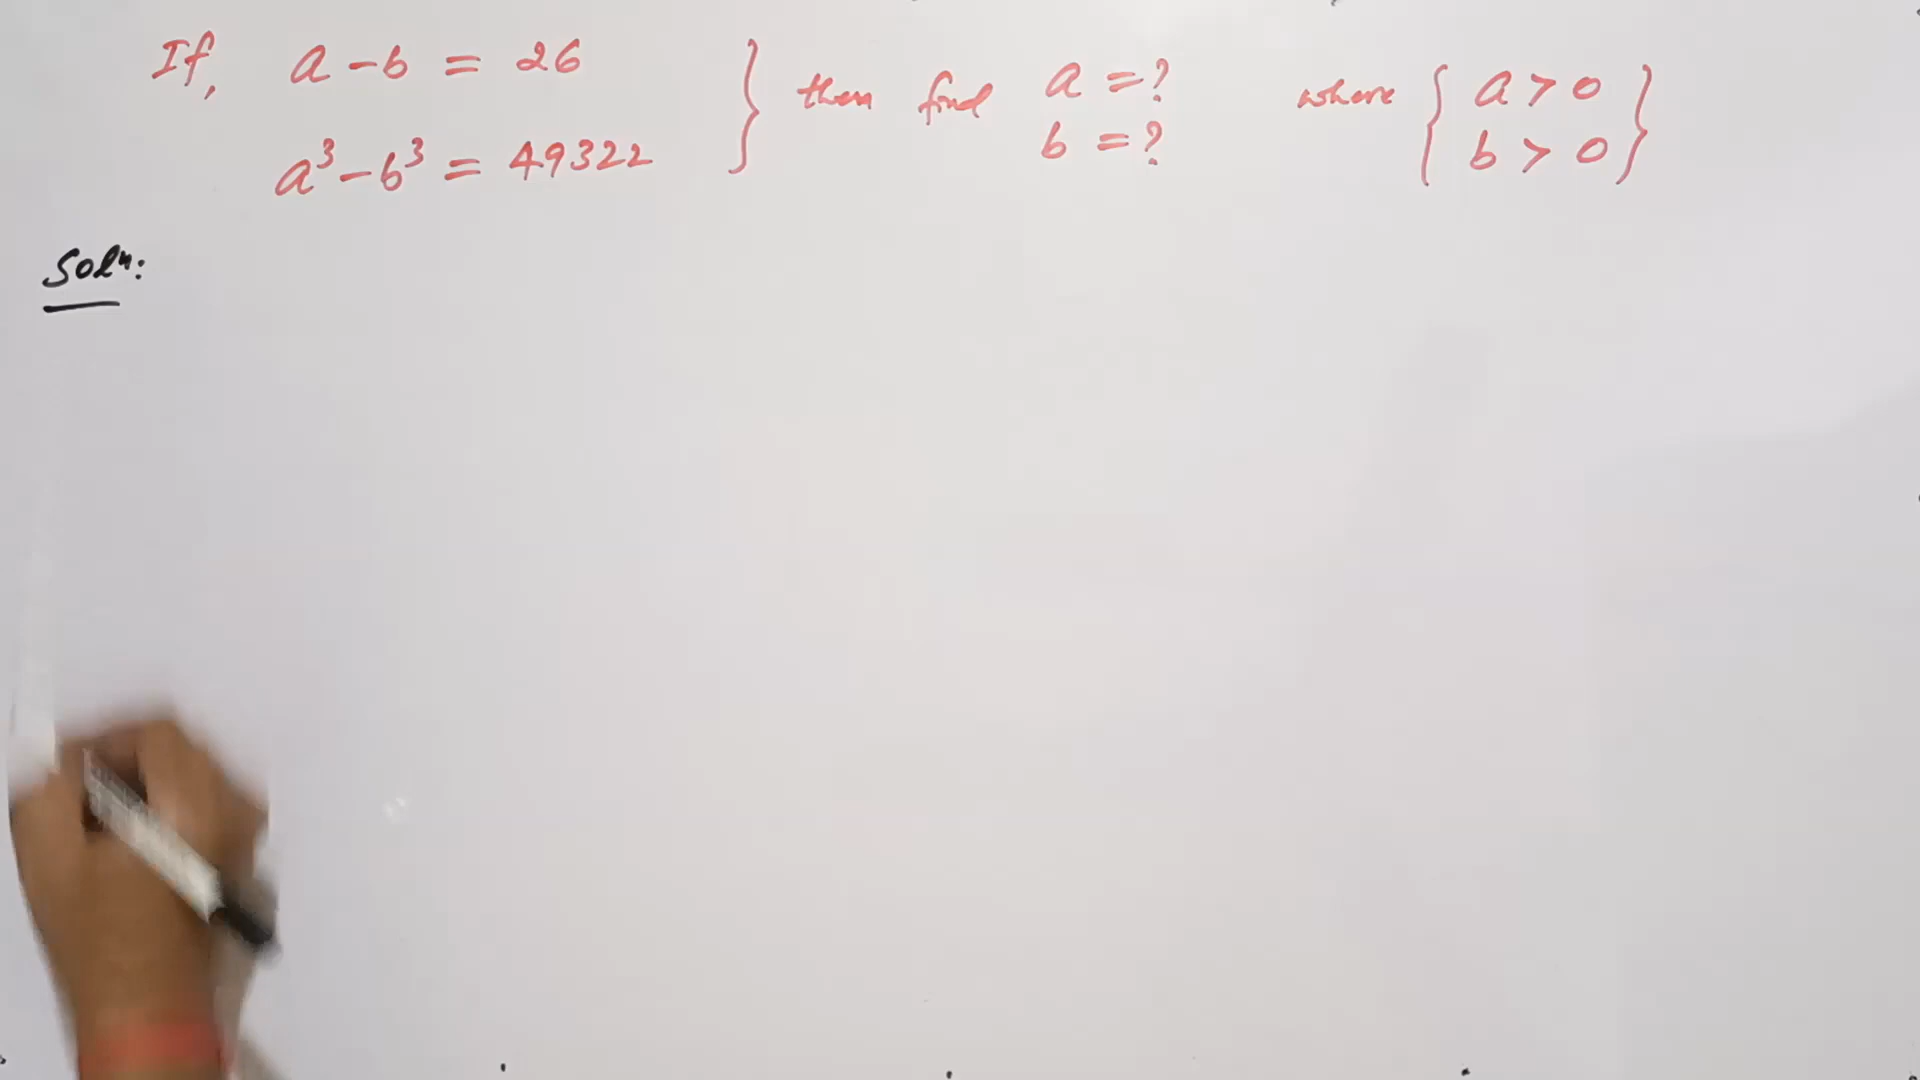 If, a - b = 26 } then find a = ? where { a > 0 }
a³ - b³ = 49322 b = ? b > 0
Solⁿ: